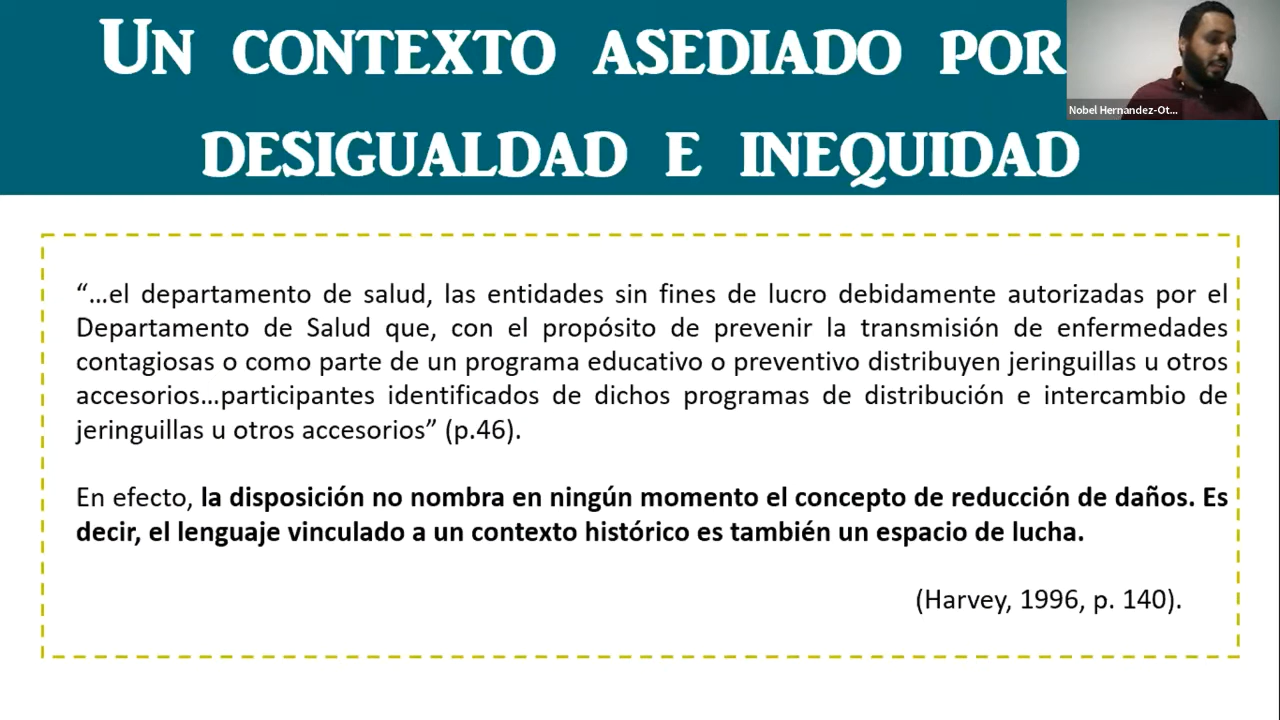 Un contexto asediado por
desigualdad e inequidad
Nobel Hernandez-Ot...
“…el departamento de salud, las entidades sin fines de lucro debidamente autorizadas por el
Departamento de Salud que, con el propósito de prevenir la transmisión de enfermedades
contagiosas o como parte de un programa educativo o preventivo distribuyen jeringuillas u otros
accesorios…participantes identificados de dichos programas de distribución e intercambio de
jeringuillas u otros accesorios” (p.46).
En efecto, la disposición no nombra en ningún momento el concepto de reducción de daños. Es
decir, el lenguaje vinculado a un contexto histórico es también un espacio de lucha.
(Harvey, 1996, p. 140).